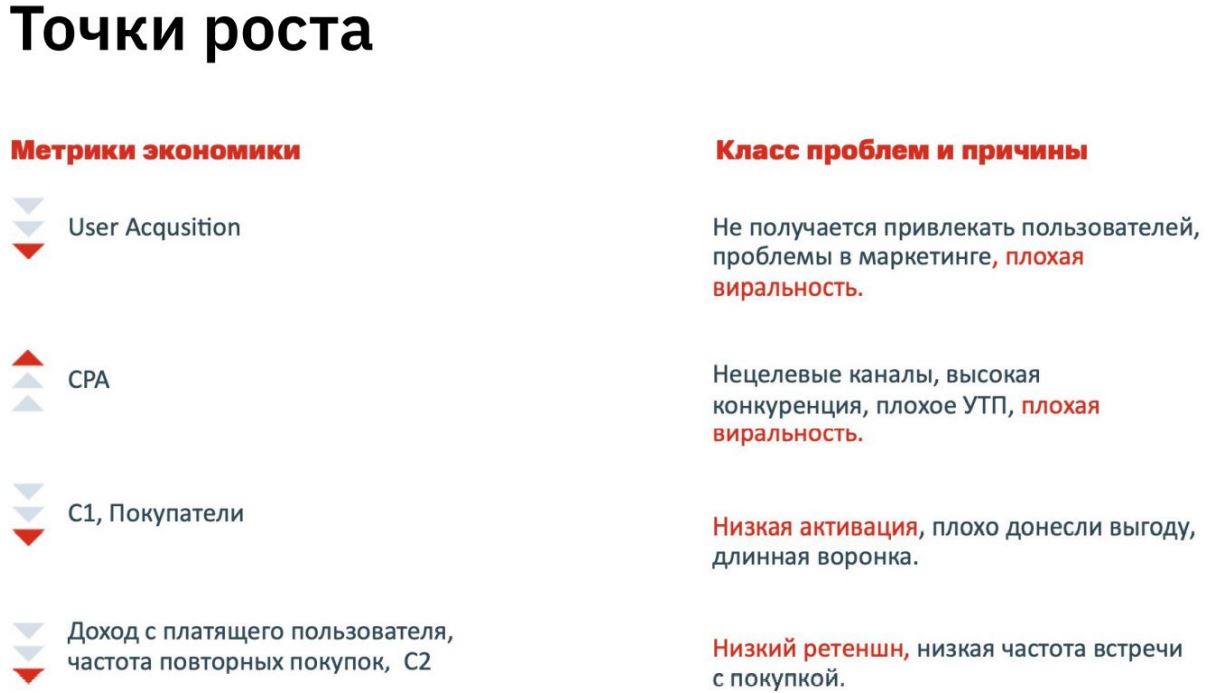 Точки роста
Метрики экономики
Класс проблем и причины
User Acqusition
Не получается привлекать пользователей,
проблемы в маркетинге, плохая
виральность.
CPA
Нецелевые каналы, высокая
конкуренция, плохое УТП, плохая
виральность.
C1, Покупатели
Низкая активация, плохо донесли выгоду,
длинная воронка.
Доход с платящего пользователя,
частота повторных покупок, C2
Низкий ретеншн, низкая частота встречи
с покупкой.